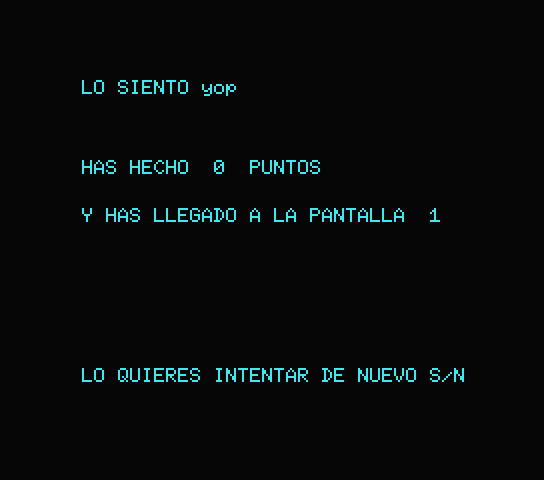 LO SIENTO yop
HAS HECHO  0  PUNTOS
Y HAS LLEGADO A LA PANTALLA  1
LO QUIERES INTENTAR DE NUEVO S/N